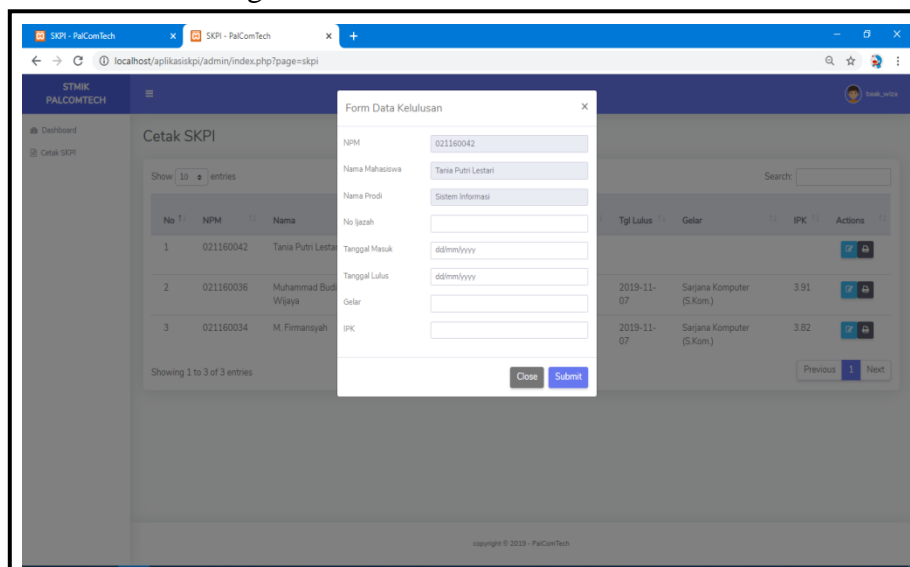 SKPI - PalComTech
SKPI - PalComTech
localhost/aplikasiskpi/admin/index.php?page=skpi
STMIK
PALCOMTECH
baak_wiza
Dashboard
Cetak SKPI
Cetak SKPI
Show 10 entries
Search:
No NPM Nama Tgl Lulus Gelar IPK Actions
1 021160042 Tania Putri Lestar
2 021160036 Muhammad Budi Wijaya 2019-11-07 Sarjana Komputer (S.Kom.) 3.91
3 021160034 M. Firmansyah 2019-11-07 Sarjana Komputer (S.Kom.) 3.82
Showing 1 to 3 of 3 entries
Previous 1 Next
Form Data Kelulusan
NPM 021160042
Nama Mahasiswa Tania Putri Lestari
Nama Prodi Sistem Informasi
No Ijazah
Tanggal Masuk dd/mm/yyyy
Tanggal Lulus dd/mm/yyyy
Gelar
IPK
Close Submit
copyright © 2019 - PalComTech